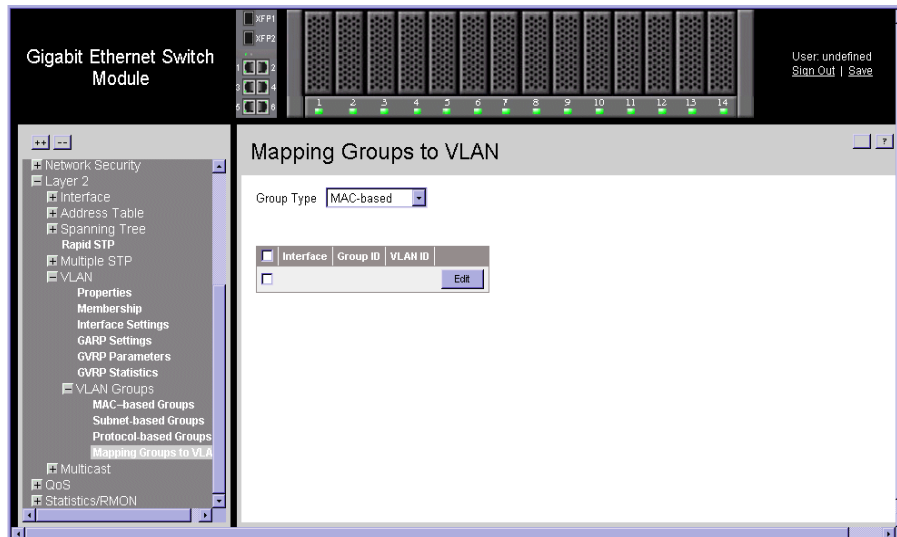 Gigabit Ethernet Switch
Module
XFP1
XFP2
1 2
3 4
5 6
1 2 3 4 5 6 7 8 9 10 11 12 13 14
User: undefined
Sign Out | Save
++ --
Network Security
Layer 2
Interface
Address Table
Spanning Tree
Rapid STP
Multiple STP
VLAN
Properties
Membership
Interface Settings
GARP Settings
GVRP Parameters
GVRP Statistics
VLAN Groups
MAC-based Groups
Subnet-based Groups
Protocol-based Groups
Mapping Groups to VLA
Multicast
QoS
Statistics/RMON
Mapping Groups to VLAN
?
Group Type MAC-based
Interface Group ID VLAN ID
Edit